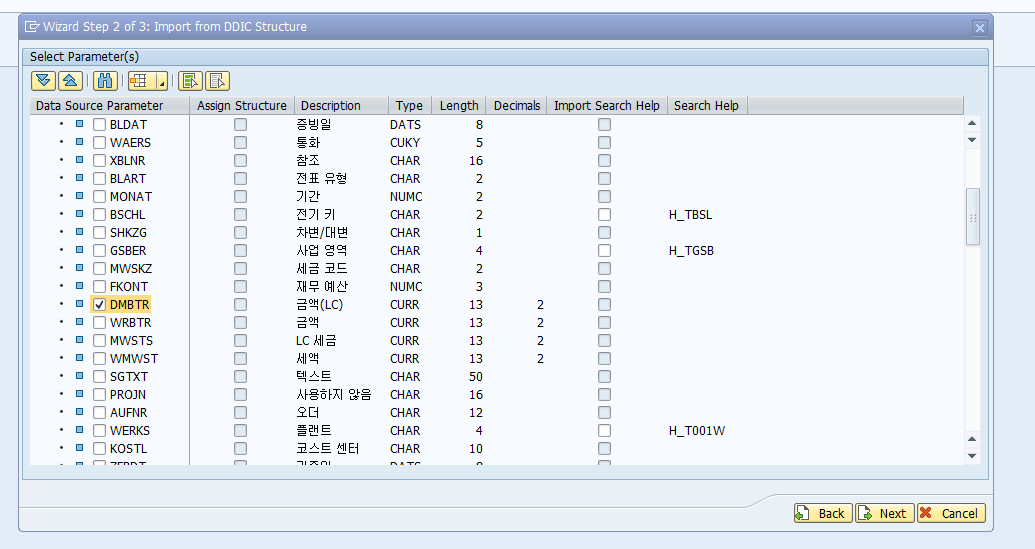 Wizard Step 2 of 3: Import from DDIC Structure
Select Parameter(s)
Data Source Parameter Assign Structure Description Type Length Decimals Import Search Help Search Help
BLDAT 증빙일 DATS 8
WAERS 통화 CUKY 5
XBLNR 참조 CHAR 16
BLART 전표 유형 CHAR 2
MONAT 기간 NUMC 2
BSCHL 전기 키 CHAR 2 H_TBSL
SHKZG 차변/대변 CHAR 1
GSBER 사업 영역 CHAR 4 H_TGSB
MWSKZ 세금 코드 CHAR 2
FKONT 재무 예산 NUMC 3
DMBTR 금액(LC) CURR 13 2
WRBTR 금액 CURR 13 2
MWSTS LC 세금 CURR 13 2
WMWST 세액 CURR 13 2
SGTXT 텍스트 CHAR 50
PROJN 사용하지 않음 CHAR 16
AUFNR 오더 CHAR 12
WERKS 플랜트 CHAR 4 H_T001W
KOSTL 코스트 센터 CHAR 10
Back Next Cancel